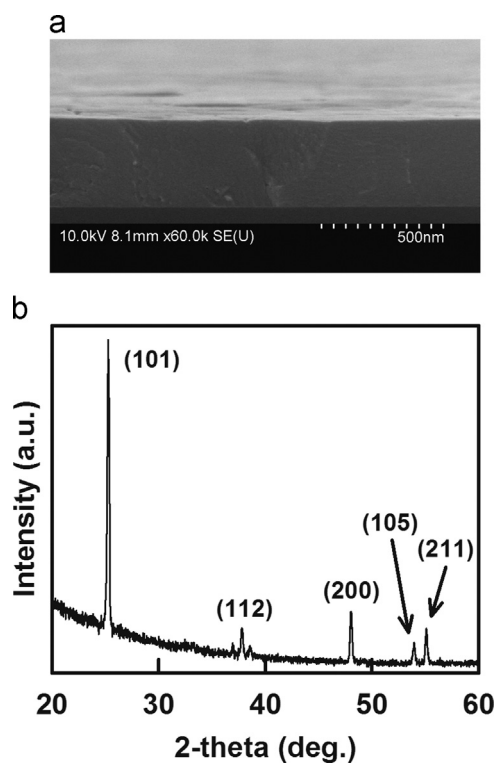 a
10.0kV 8.1mm x60.0k SE(U)
500nm
b
Intensity (a.u.)
(101)
(112)
(200)
(105)
(211)
20
30
40
50
60
2-theta (deg.)